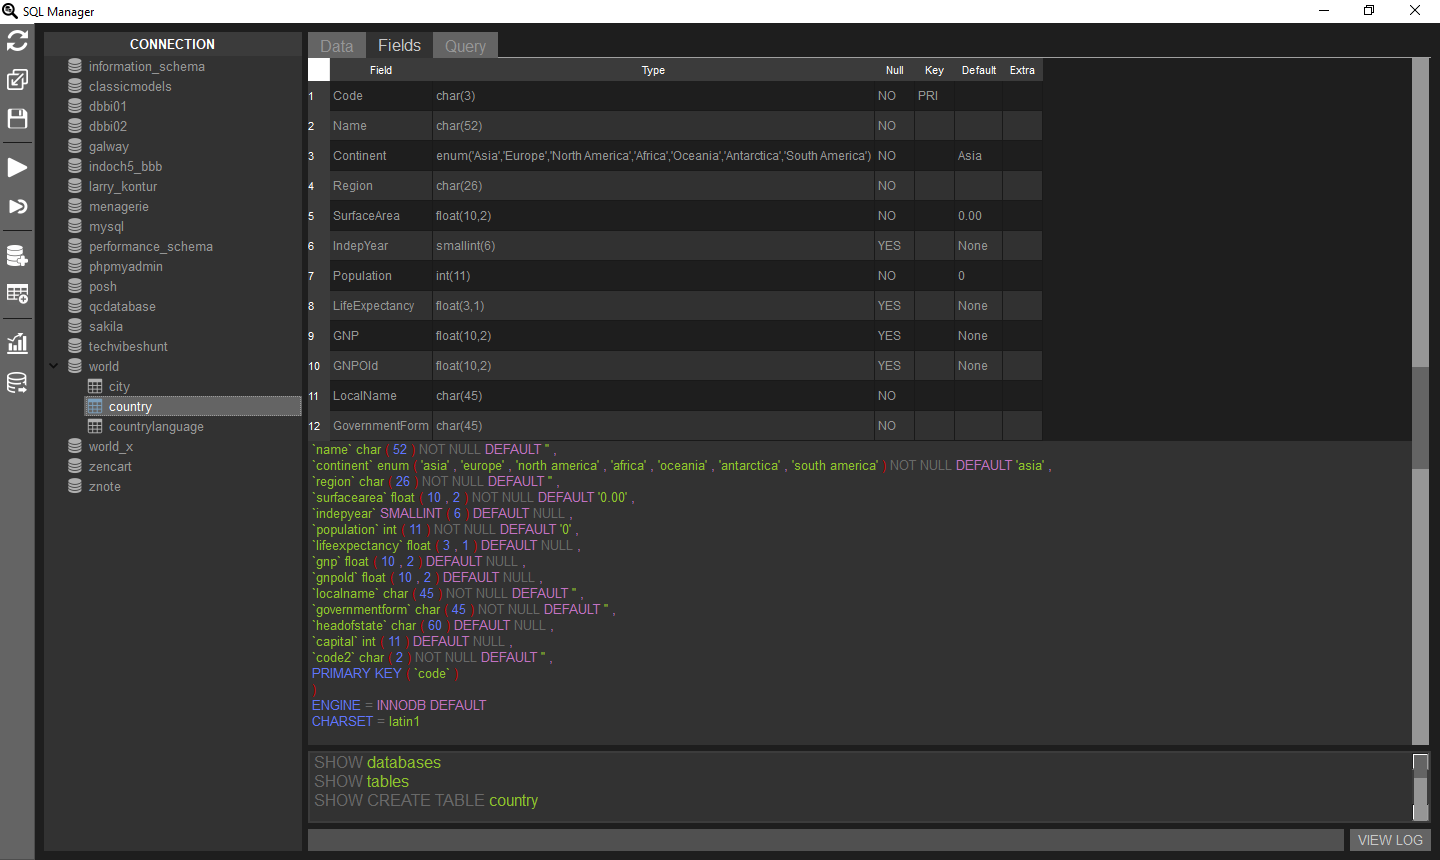 SQL Manager
CONNECTION
information_schema
classicmodels
dbbi01
dbbi02
galway
indoch5_bbb
larry_kontur
menagerie
mysql
performance_schema
phpmyadmin
posh
qcdatabase
sakila
techvibeshunt
world
city
country
countrylanguage
world_x
zencart
znote
Data Fields Query
Field Type Null Key Default Extra
1 Code char(3) NO PRI
2 Name char(52) NO
3 Continent enum('Asia','Europe','North America','Africa','Oceania','Antarctica','South America') NO Asia
4 Region char(26) NO
5 SurfaceArea float(10,2) NO 0.00
6 IndepYear smallint(6) YES None
7 Population int(11) NO 0
8 LifeExpectancy float(3,1) YES None
9 GNP float(10,2) YES None
10 GNPOld float(10,2) YES None
11 LocalName char(45) NO
12 GovernmentForm char(45) NO
`name` char ( 52 ) NOT NULL DEFAULT '' ,
`continent` enum ( 'asia' , 'europe' , 'north america' , 'africa' , 'oceania' , 'antarctica' , 'south america' ) NOT NULL DEFAULT 'asia' ,
`region` char ( 26 ) NOT NULL DEFAULT '' ,
`surfacearea` float ( 10 , 2 ) NOT NULL DEFAULT '0.00' ,
`indepyear` SMALLINT ( 6 ) DEFAULT NULL ,
`population` int ( 11 ) NOT NULL DEFAULT '0' ,
`lifeexpectancy` float ( 3 , 1 ) DEFAULT NULL ,
`gnp` float ( 10 , 2 ) DEFAULT NULL ,
`gnpold` float ( 10 , 2 ) DEFAULT NULL ,
`localname` char ( 45 ) NOT NULL DEFAULT '' ,
`governmentform` char ( 45 ) NOT NULL DEFAULT '' ,
`headofstate` char ( 60 ) DEFAULT NULL ,
`capital` int ( 11 ) DEFAULT NULL ,
`code2` char ( 2 ) NOT NULL DEFAULT '' ,
PRIMARY KEY ( `code` )
)
ENGINE = INNODB DEFAULT
CHARSET = latin1
SHOW databases
SHOW tables
SHOW CREATE TABLE country
VIEW LOG